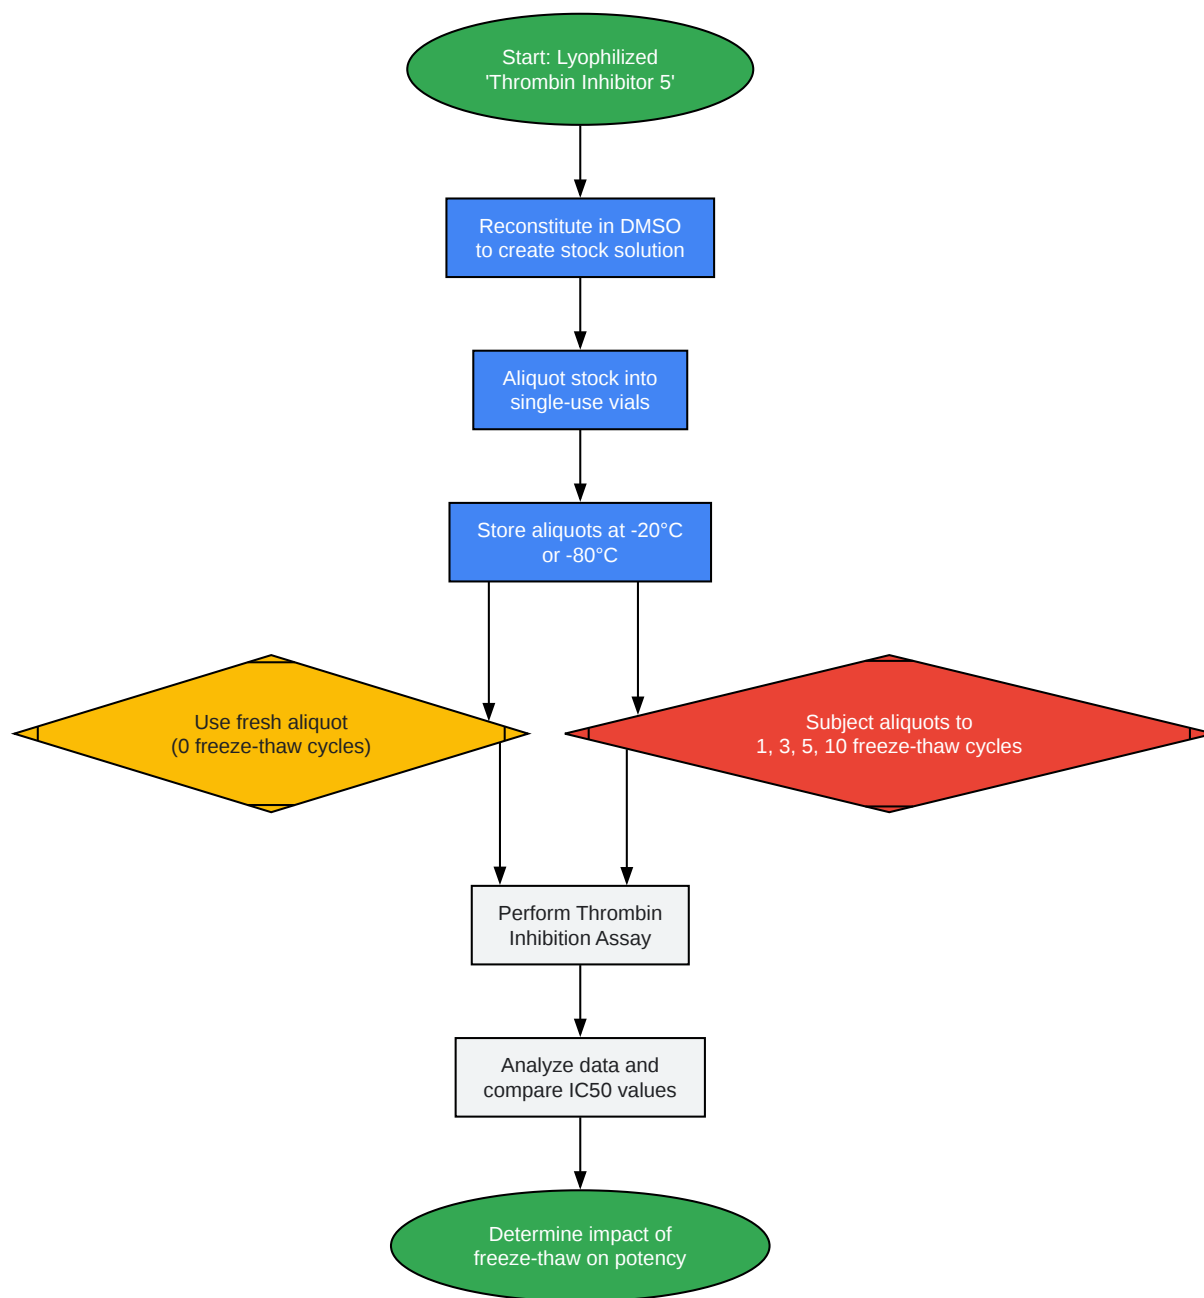 Start: Lyophilized
'Thrombin Inhibitor 5'
Reconstitute in DMSO
to create stock solution
Aliquot stock into
single-use vials
Store aliquots at -20°C
or -80°C
Use fresh aliquot
(0 freeze-thaw cycles)
Subject aliquots to
1, 3, 5, 10 freeze-thaw cycles
Perform Thrombin
Inhibition Assay
Analyze data and
compare IC50 values
Determine impact of
freeze-thaw on potency